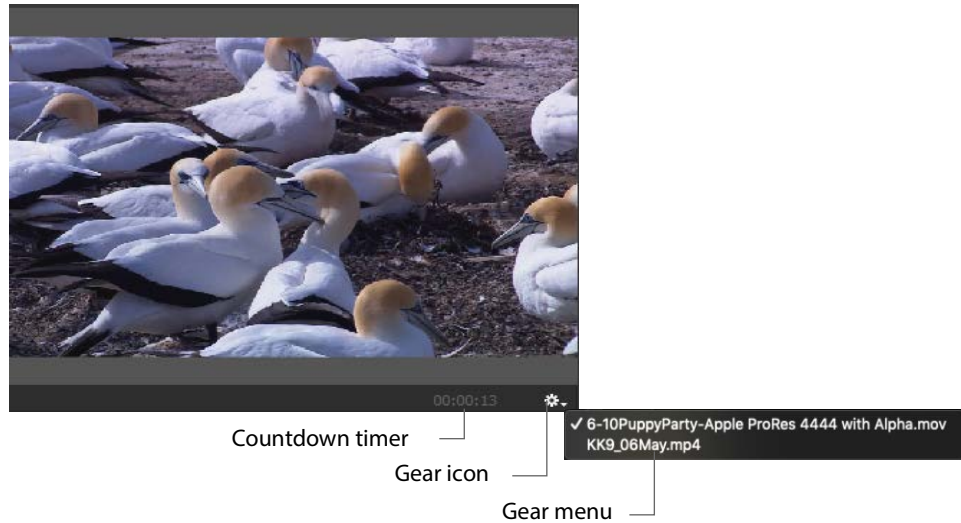 00:00:13
✓ 6-10PuppyParty-Apple ProRes 4444 with Alpha.mov
KK9_06May.mp4
Countdown timer
Gear icon
Gear menu